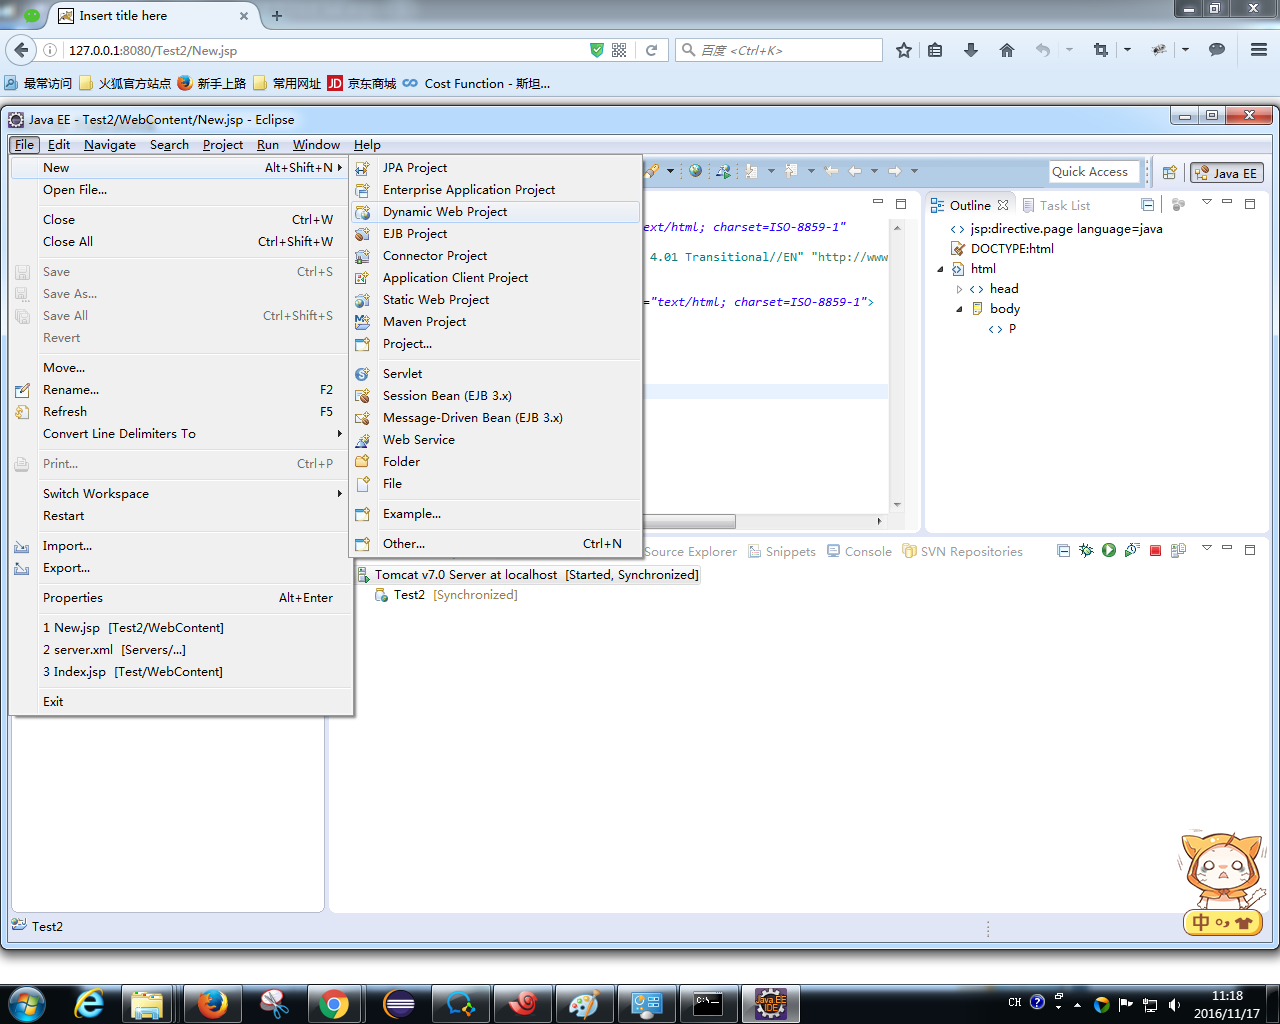 Insert title here
127.0.0.1:8080/Test2/New.jsp
百度 <Ctrl+K>
最常访问 火狐官方站点 新手上路 常用网址 JD 京东商城 Cost Function - 斯坦...
Java EE - Test2/WebContent/New.jsp - Eclipse
File Edit Navigate Search Project Run Window Help
New Alt+Shift+N
Open File...
Close Ctrl+W
Close All Ctrl+Shift+W
Save Ctrl+S
Save As...
Save All Ctrl+Shift+S
Revert
Move...
Rename... F2
Refresh F5
Convert Line Delimiters To
Print... Ctrl+P
Switch Workspace
Restart
Import...
Export...
Properties Alt+Enter
1 New.jsp [Test2/WebContent]
2 server.xml [Servers/...]
3 Index.jsp [Test/WebContent]
Exit
JPA Project
Enterprise Application Project
Dynamic Web Project
EJB Project
Connector Project
Application Client Project
Static Web Project
Maven Project
Project...
Servlet
Session Bean (EJB 3.x)
Message-Driven Bean (EJB 3.x)
Web Service
Folder
File
Example...
Other... Ctrl+N
Quick Access
Java EE
ext/html; charset=ISO-8859-1"
4.01 Transitional//EN" "http://www
="text/html; charset=ISO-8859-1">
Outline Task List
jsp:directive.page language=java
DOCTYPE:html
html
head
body
P
Source Explorer Snippets Console SVN Repositories
Tomcat v7.0 Server at localhost [Started, Synchronized]
Test2 [Synchronized]
Test2
中
Java EE
IDE
CH
11:18
2016/11/17